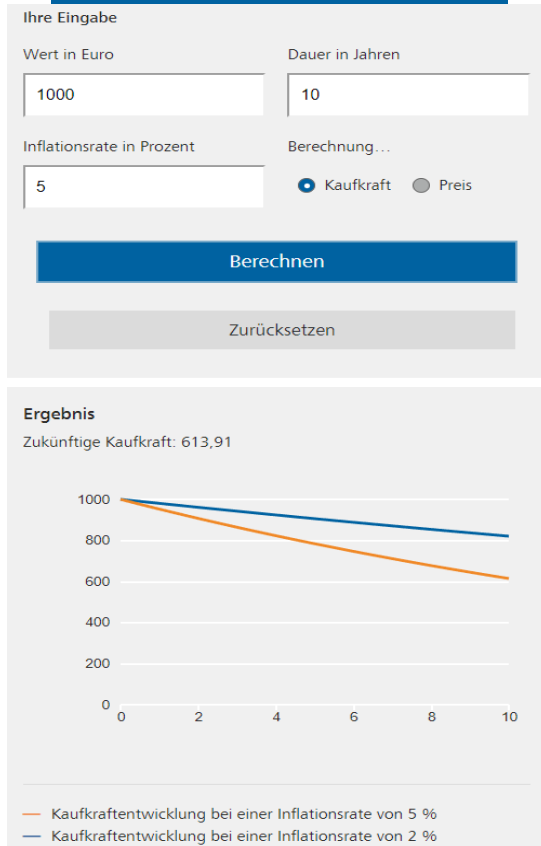 Ihre Eingabe
Wert in Euro
Dauer in Jahren
1000
10
Inflationsrate in Prozent
Berechnung...
5
Kaufkraft
Preis
Berechnen
Zurücksetzen
Ergebnis
Zukünftige Kaufkraft: 613,91
1000
800
600
400
200
0
0 2 4 6 8 10
Kaufkraftentwicklung bei einer Inflationsrate von 5 %
Kaufkraftentwicklung bei einer Inflationsrate von 2 %